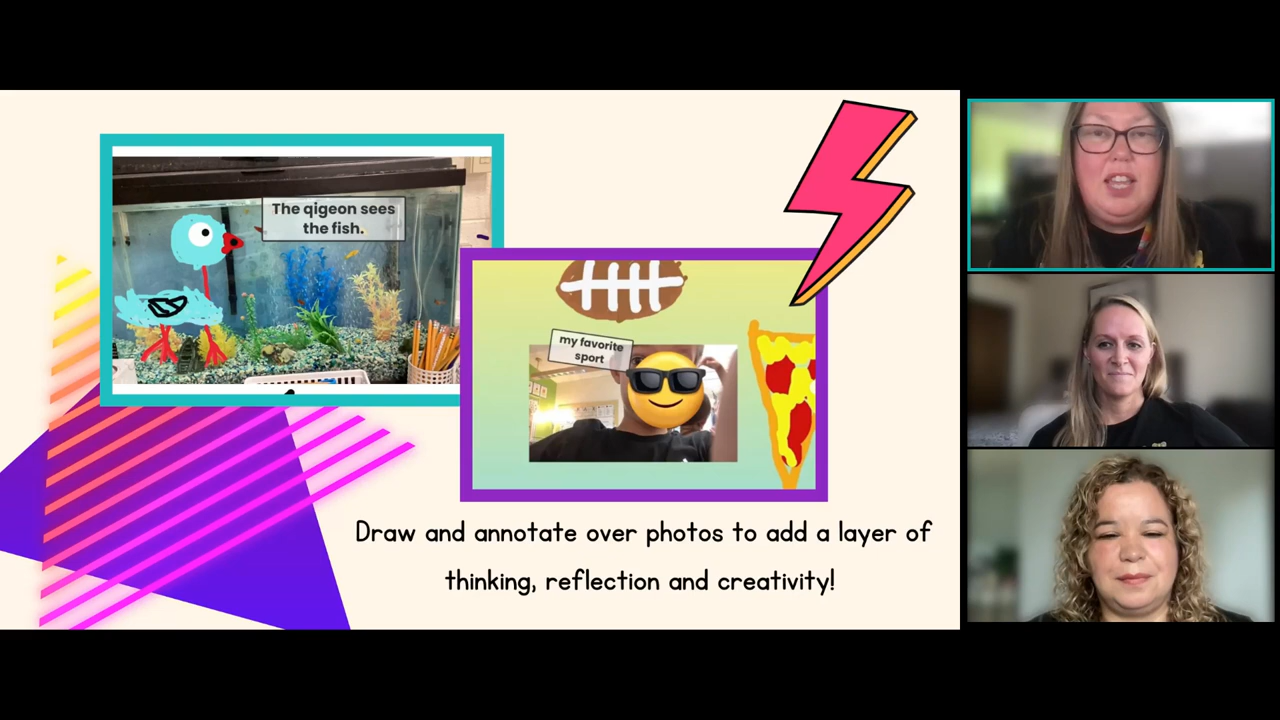 The qigeon sees
the fish.
my favorite
sport
Draw and annotate over photos to add a layer of
thinking, reflection and creativity!